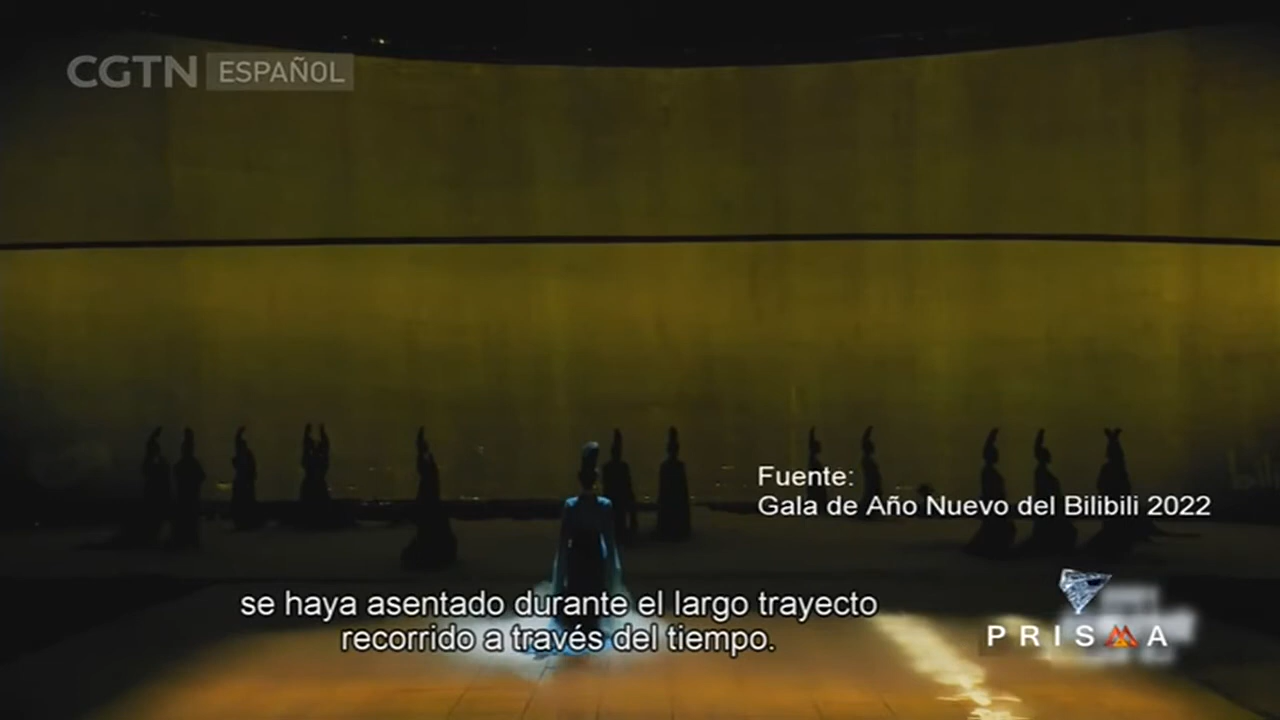 CGTN ESPAÑOL
Fuente:
Gala de Año Nuevo del Bilibili 2022
se haya asentado durante el largo trayecto
recorrido a través del tiempo.
PRISMA